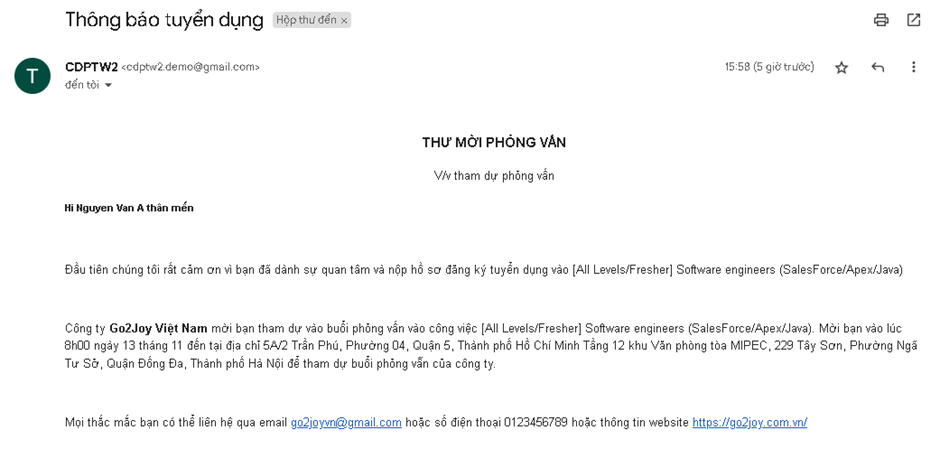 Thông báo tuyển dụng Hộp thư đến ×
CDPTW2 <cdptw2.demo@gmail.com> 15:58 (5 giờ trước)
T
đến tôi
THƯ MỜI PHỎNG VẤN
V/v tham dự phỏng vấn
Hi Nguyen Van A thân mến
Đầu tiên chúng tôi rất cảm ơn vì bạn đã dành sự quan tâm và nộp hồ sơ đăng ký tuyển dụng vào [All Levels/Fresher] Software engineers (SalesForce/Apex/Java)
Công ty Go2Joy Việt Nam mời bạn tham dự vào buổi phỏng vấn vào công việc [All Levels/Fresher] Software engineers (SalesForce/Apex/Java). Mời bạn vào lúc
8h00 ngày 13 tháng 11 đến tại địa chỉ 5A/2 Trần Phú, Phường 04, Quận 5, Thành phố Hồ Chí Minh Tầng 12 khu Văn phòng tòa MIPEC, 229 Tây Sơn, Phường Ngã
Tư Sở, Quận Đống Đa, Thành phố Hà Nội để tham dự buổi phỏng vấn của công ty.
Mọi thắc mắc bạn có thể liên hệ qua email go2joyvn@gmail.com hoặc số điện thoại 0123456789 hoặc thông tin website https://go2joy.com.vn/